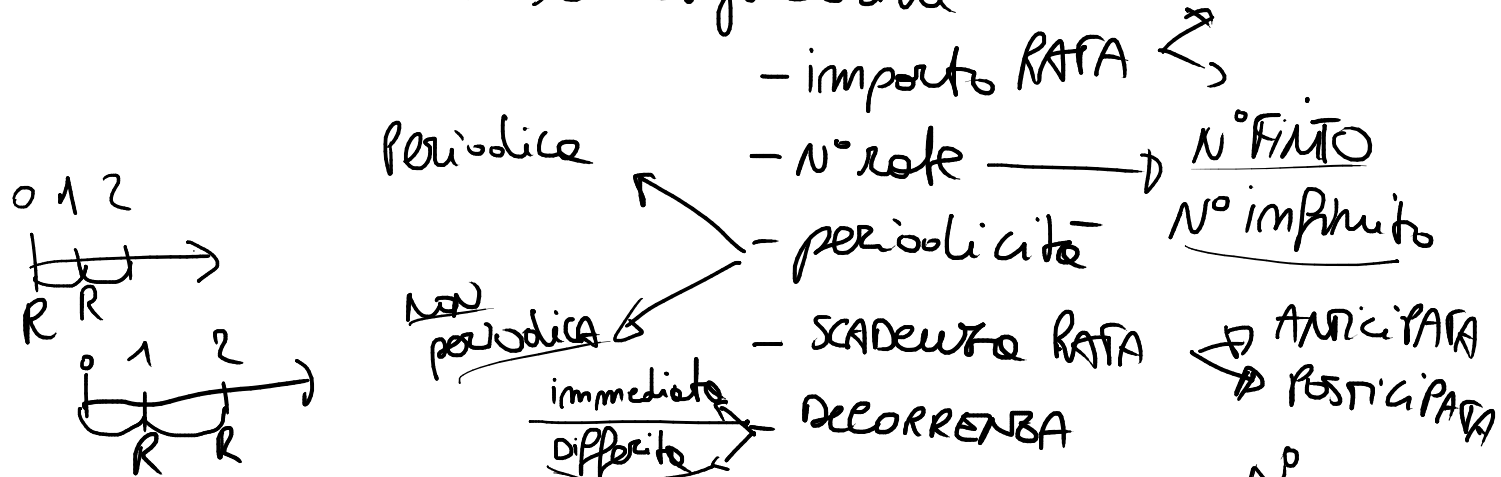 - importo RATA
Periodica
- N° rate
N° FINITO
N° infinito
- periodicità
0 1 2
R R
NON
periodica
- SCADENZA RATA
ANTICIPATA
POSTICIPATA
0 1 2
R R
immediata
Differita
- DECORRENZA
N°